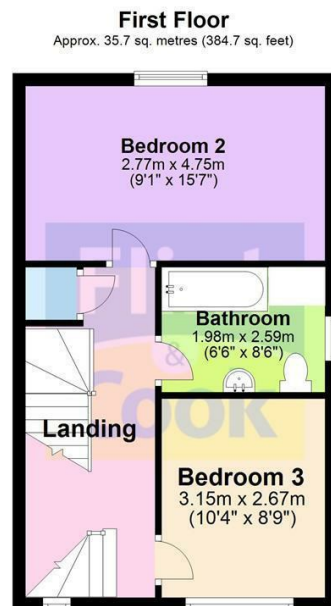 First Floor
Approx. 35.7 sq. metres (384.7 sq. feet)
Bedroom 2
2.77m x 4.75m
(9'1" x 15'7")
Flint
&
Cook
Bathroom
1.98m x 2.59m
(6'6" x 8'6")
Landing
Bedroom 3
3.15m x 2.67m
(10'4" x 8'9")